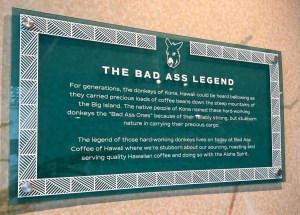 THE BAD ASS LEGEND
For generations, the donkeys of Kona, Hawaii could be heard bellowing as
they carried precious loads of coffee beans down the steep mountains of
the Big Island. The native people of Kona named these hard-working
donkeys the "Bad Ass Ones" because of their reliably strong, but stubborn
nature in carrying their precious cargo.
The legend of those hard-working donkeys lives on today at Bad Ass
Coffee of Hawaii where we're stubborn about our sourcing, roasting and
serving quality Hawaiian coffee and doing so with the Aloha Spirit.